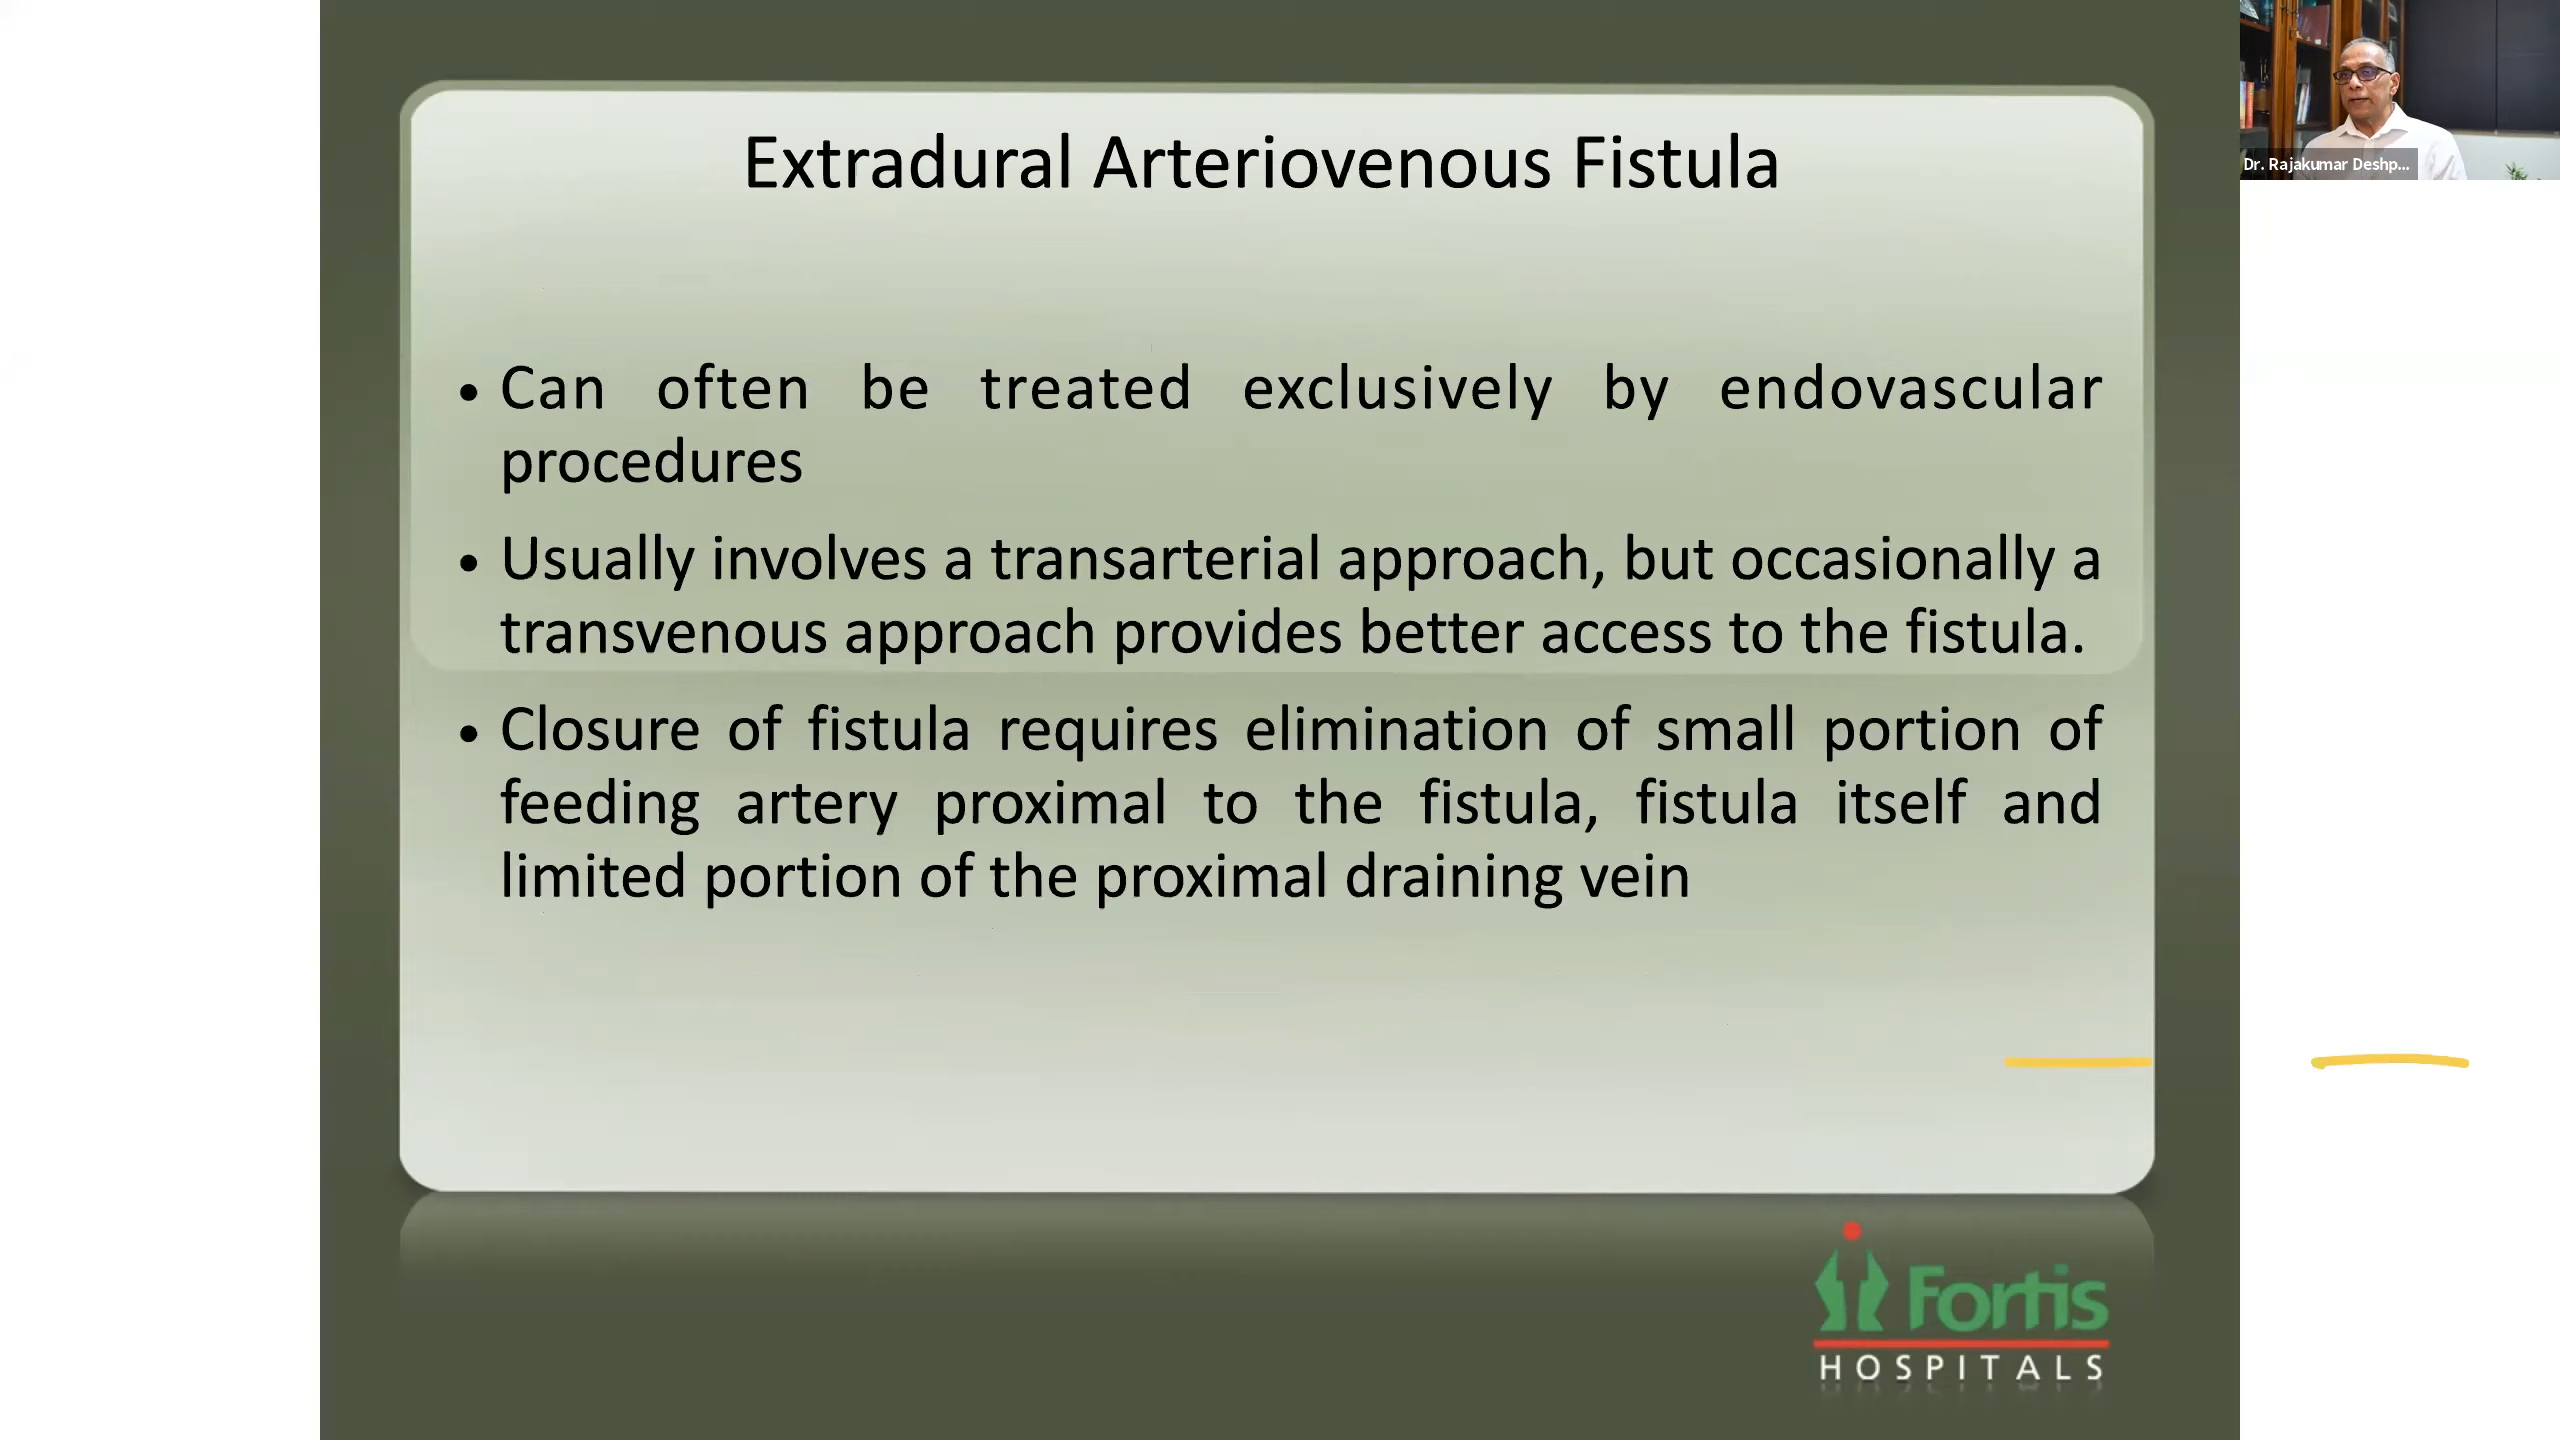 Extradural Arteriovenous Fistula
• Can often be treated exclusively by endovascular
procedures
• Usually involves a transarterial approach, but occasionally a
transvenous approach provides better access to the fistula.
• Closure of fistula requires elimination of small portion of
feeding artery proximal to the fistula, fistula itself and
limited portion of the proximal draining vein
Dr. Rajakumar Deshp...
Fortis
HOSPITALS